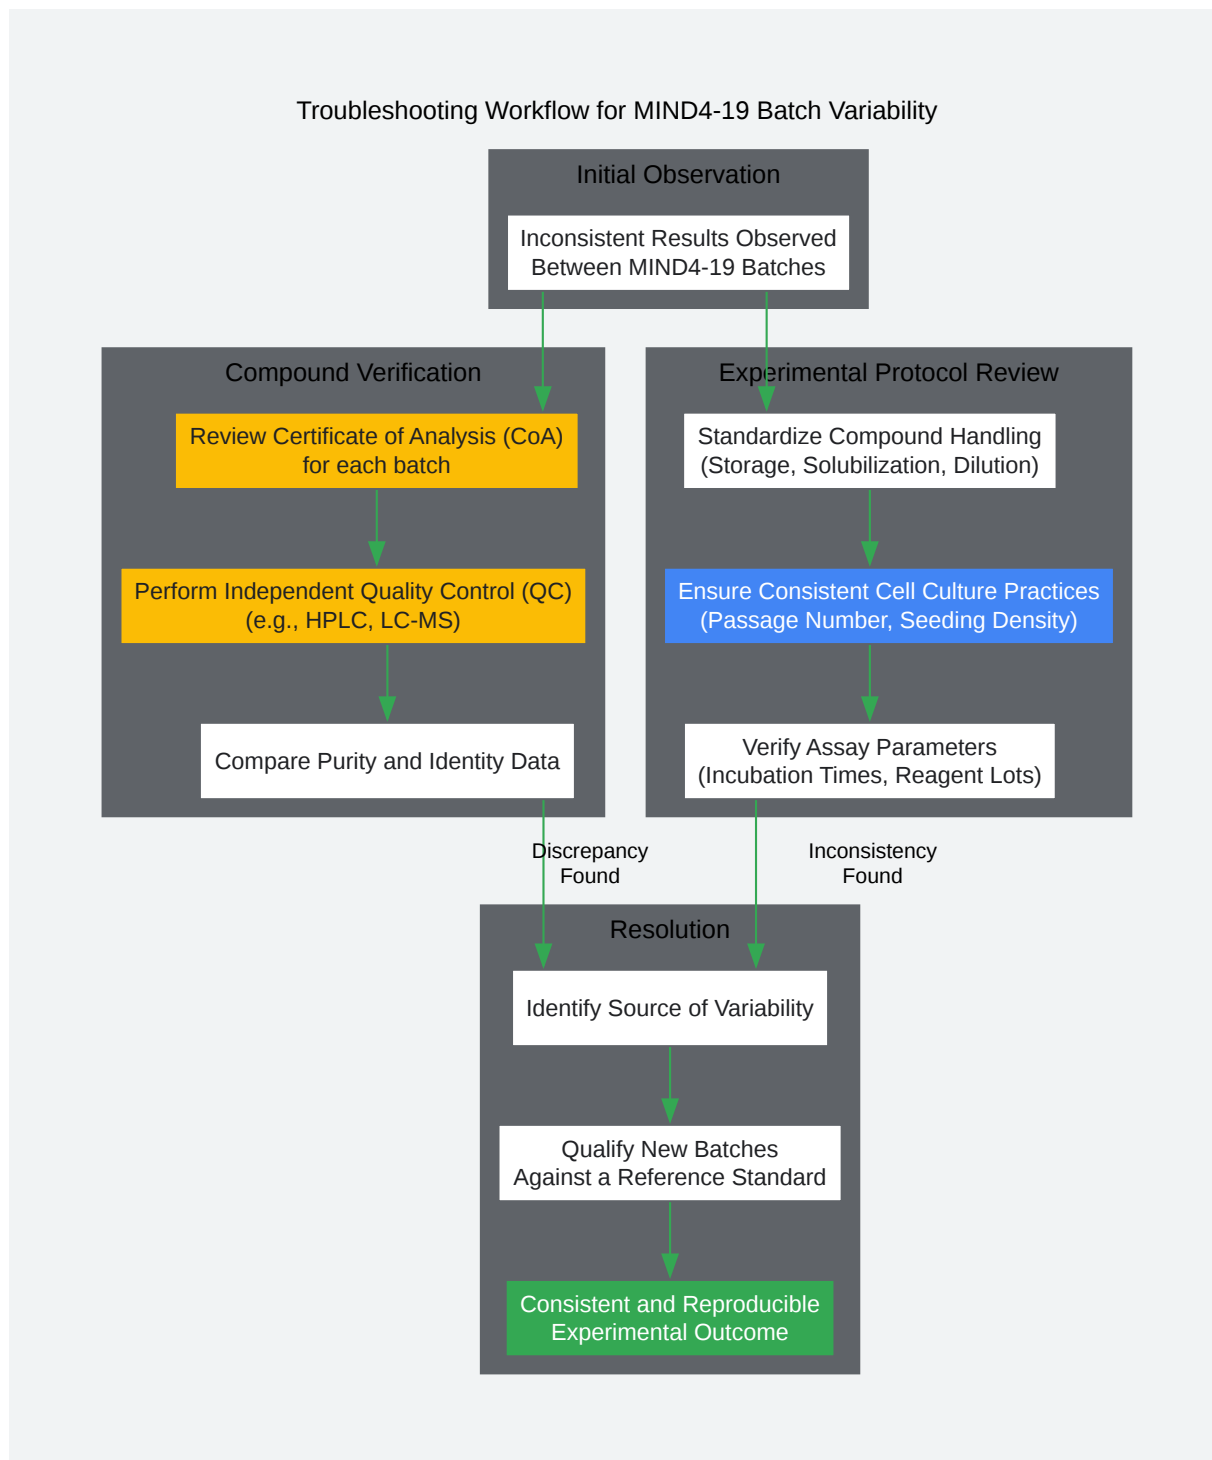 Troubleshooting Workflow for MIND4-19 Batch Variability
Initial Observation
Inconsistent Results Observed
Between MIND4-19 Batches
Compound Verification
Review Certificate of Analysis (CoA)
for each batch
Perform Independent Quality Control (QC)
(e.g., HPLC, LC-MS)
Compare Purity and Identity Data
Experimental Protocol Review
Standardize Compound Handling
(Storage, Solubilization, Dilution)
Ensure Consistent Cell Culture Practices
(Passage Number, Seeding Density)
Verify Assay Parameters
(Incubation Times, Reagent Lots)
Discrepancy
Found
Inconsistency
Found
Resolution
Identify Source of Variability
Qualify New Batches
Against a Reference Standard
Consistent and Reproducible
Experimental Outcome